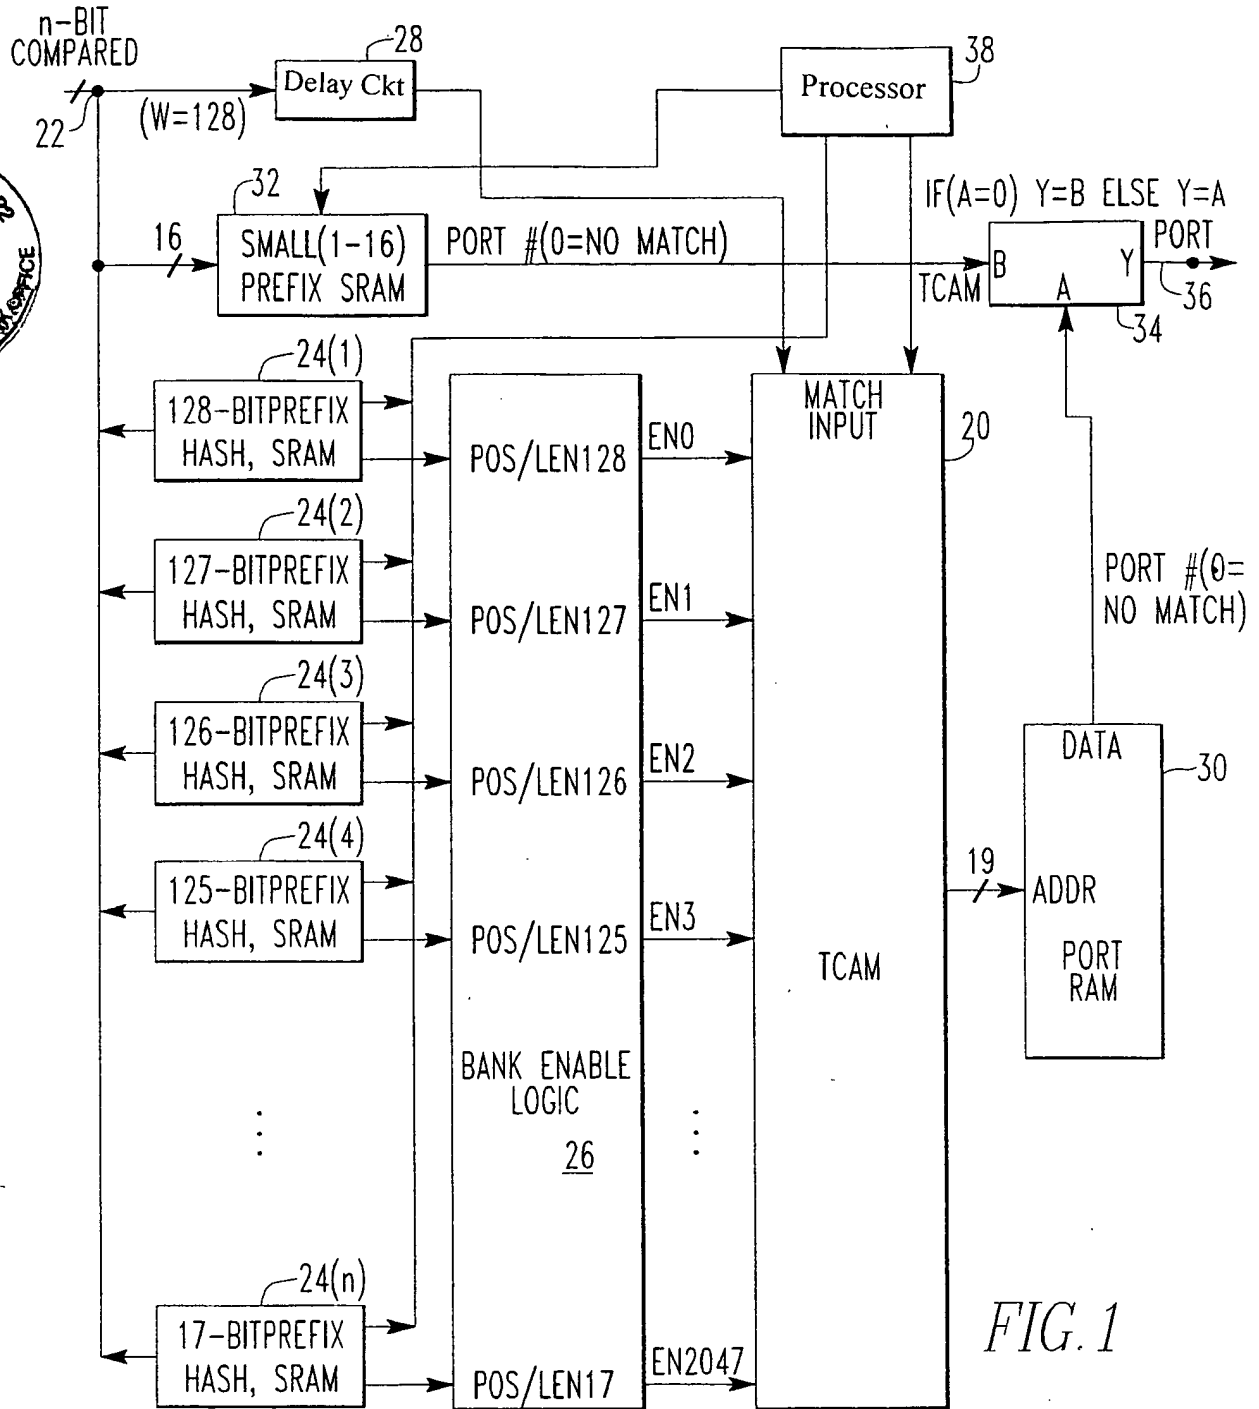 n-BIT
COMPARED
22
(W=128)
28
Delay Ckt
38
Processor
OFFICE
32
16
SMALL(1-16)
PREFIX SRAM
PORT #(0=NO MATCH)
TCAM
IF(A=0) Y=B ELSE Y=A
PORT
B
A
Y
36
34
24(1)
128-BITPREFIX
HASH, SRAM
24(2)
127-BITPREFIX
HASH, SRAM
24(3)
126-BITPREFIX
HASH, SRAM
24(4)
125-BITPREFIX
HASH, SRAM
24(n)
17-BITPREFIX
HASH, SRAM
POS/LEN128
POS/LEN127
POS/LEN126
POS/LEN125
BANK ENABLE
LOGIC
26
POS/LEN17
EN0
EN1
EN2
EN3
EN2047
MATCH
INPUT
20
TCAM
19
PORT #(0=
NO MATCH)
DATA
30
ADDR
PORT
RAM
FIG. 1